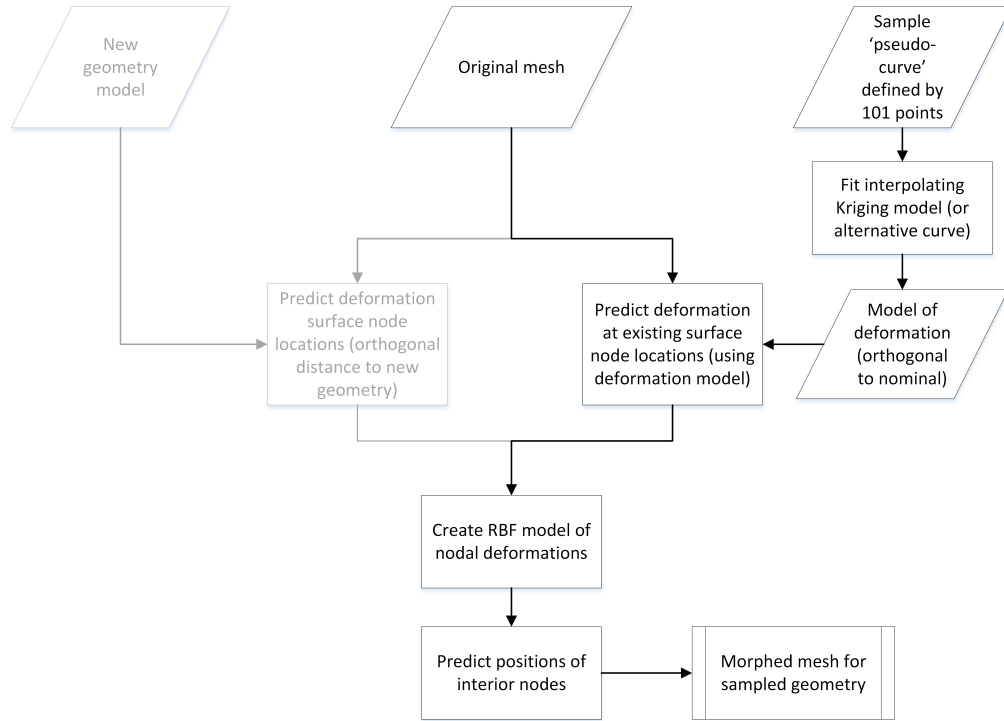 New
geometry
model
Original mesh
Sample
‘pseudo-
curve’
defined by
101 points
Fit interpolating
Kriging model (or
alternative curve)
Predict deformation
surface node
locations (orthogonal
distance to new
geometry)
Predict deformation
at existing surface
node locations (using
deformation model)
Model of
deformation
(orthogonal
to nominal)
Create RBF model of
nodal deformations
Predict positions of
interior nodes
Morphed mesh for
sampled geometry